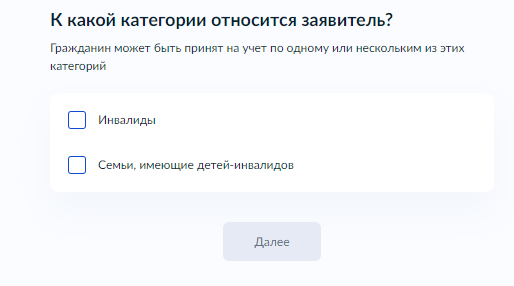 К какой категории относится заявитель?
Гражданин может быть принят на учет по одному или нескольким из этих
категорий
Инвалиды
Семьи, имеющие детей-инвалидов
Далее